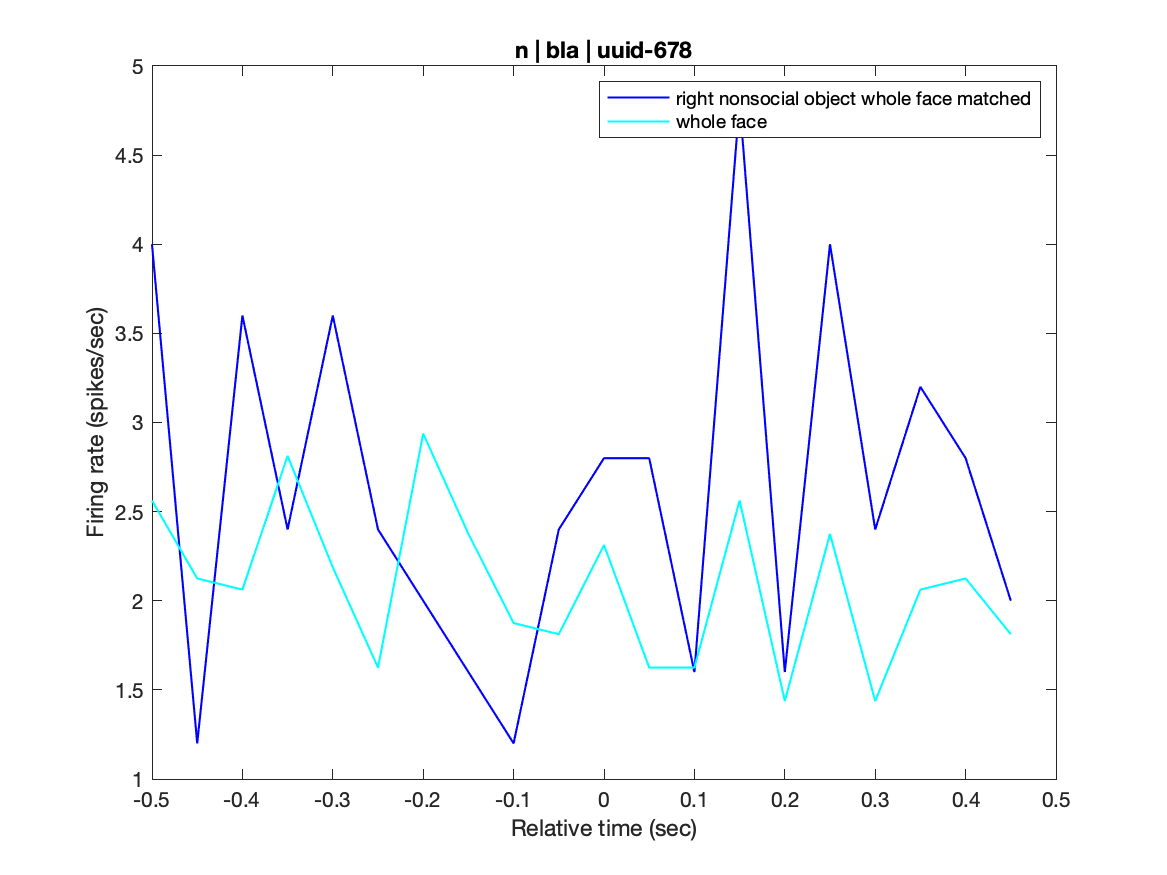 n | bla | uuid-678
right nonsocial object whole face matched
whole face
5
4.5
4
3.5
3
2.5
2
1.5
1
Firing rate (spikes/sec)
-0.5 -0.4 -0.3 -0.2 -0.1 0 0.1 0.2 0.3 0.4 0.5
Relative time (sec)